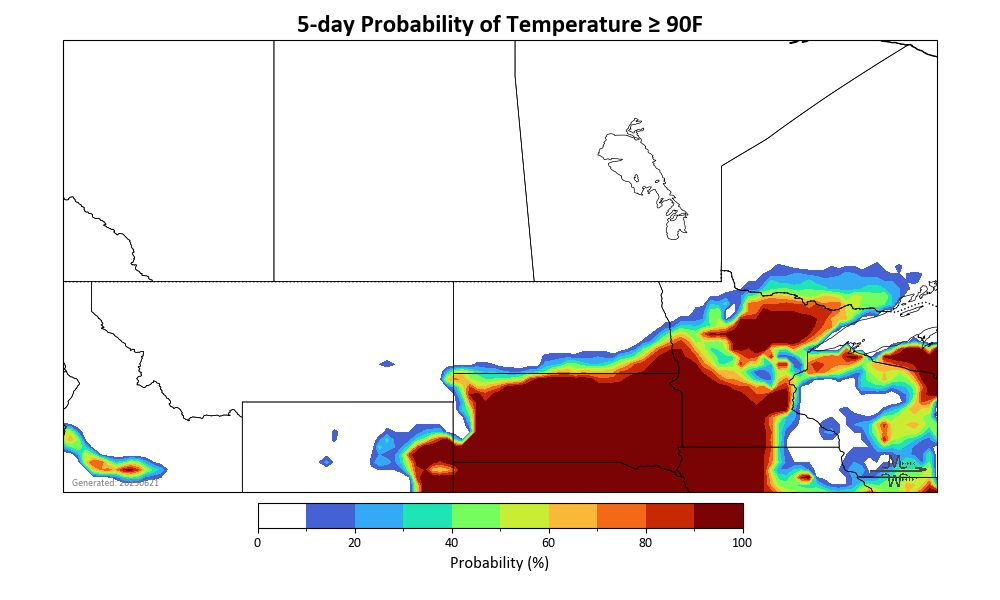 5-day Probability of Temperature ≥ 90F
Generated: 20250621
0 20 40 60 80 100
Probability (%)